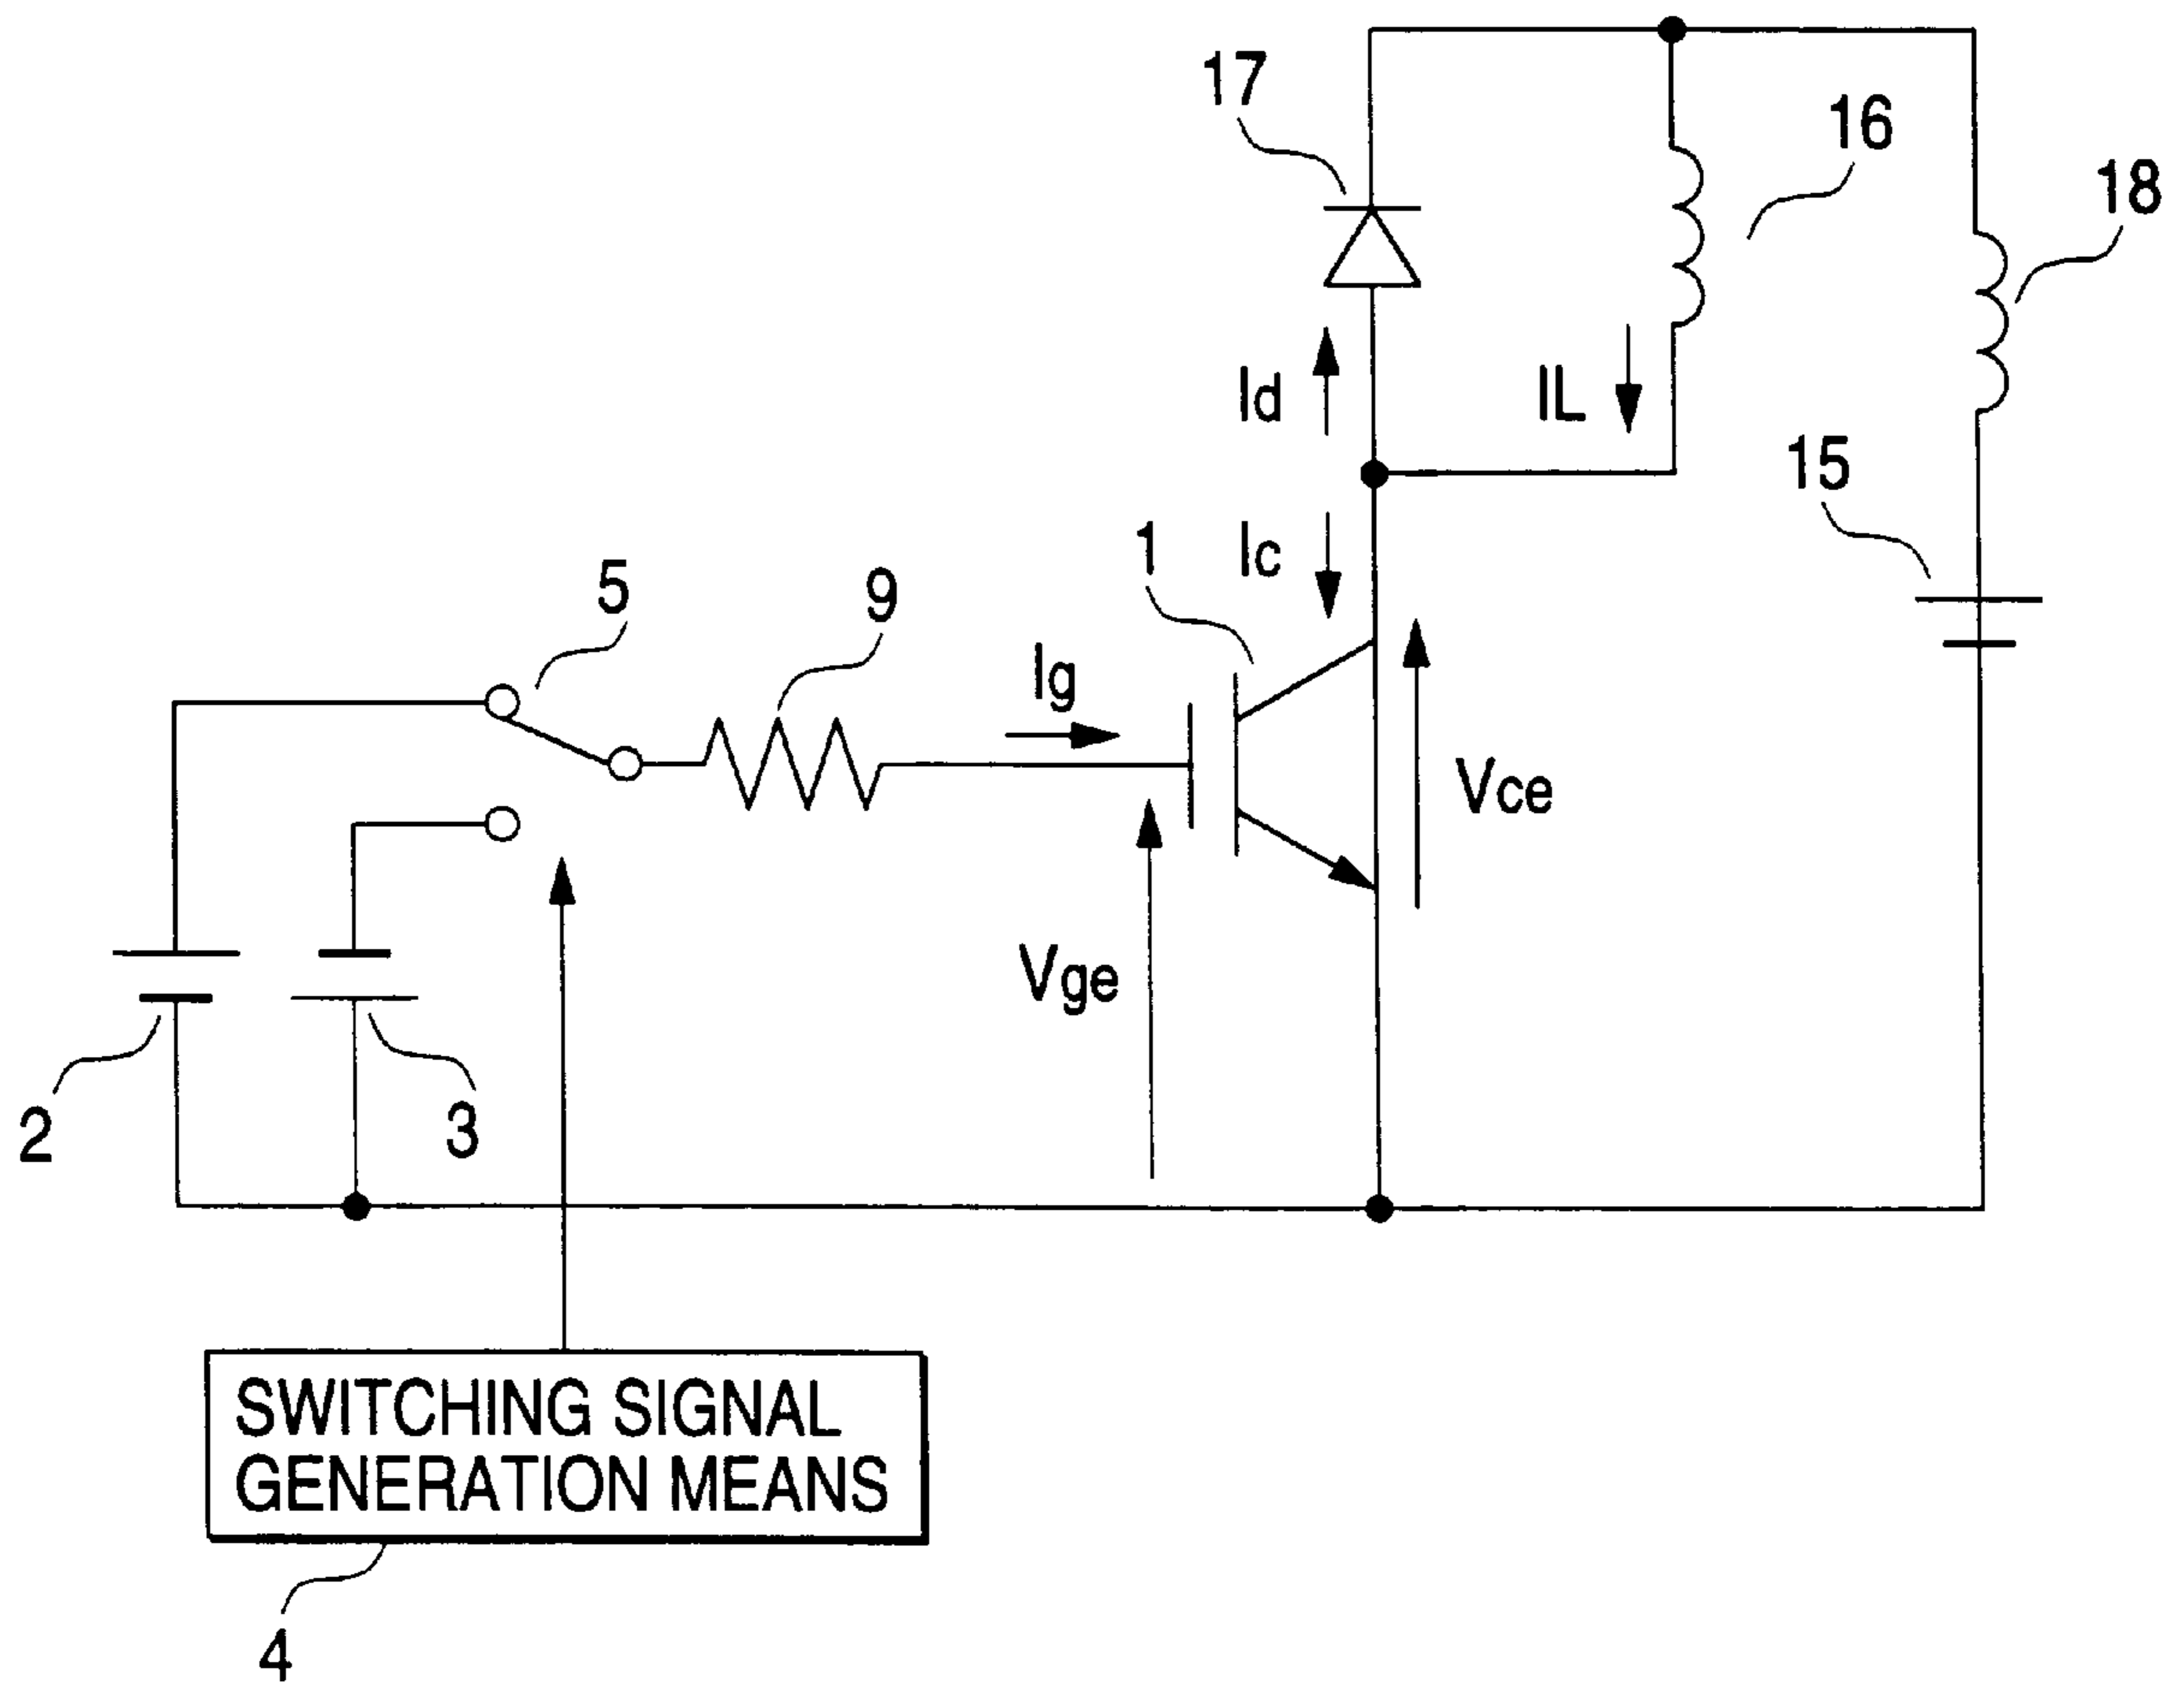 17
16
18
Id
IL
15
1
Ic
5
9
Ig
Vce
Vge
2
3
SWITCHING SIGNAL
GENERATION MEANS
4